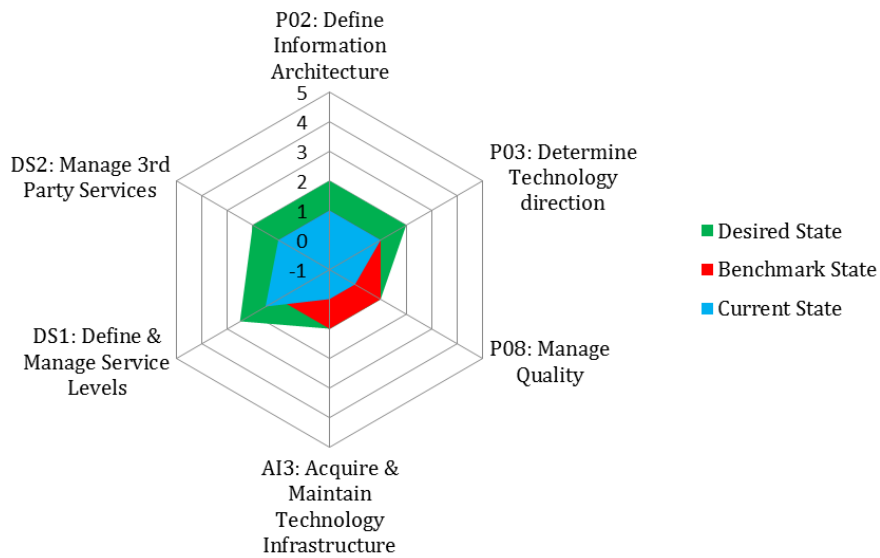 P02: Define
Information
Architecture
5
4
3
2
1
0
-1
P03: Determine
Technology
direction
P08: Manage
Quality
AI3: Acquire &
Maintain
Technology
Infrastructure
DS1: Define &
Manage Service
Levels
DS2: Manage 3rd
Party Services
Desired State
Benchmark State
Current State